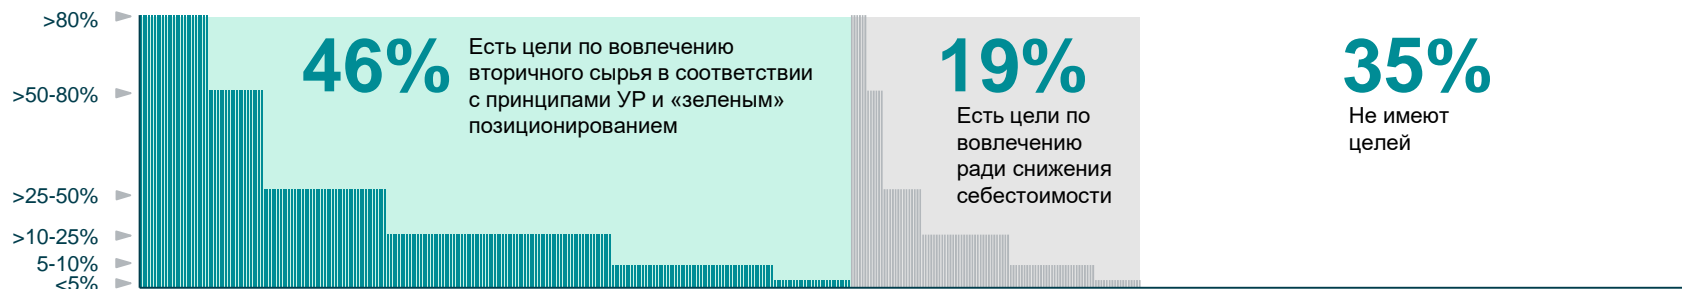 >80%
>50-80%
>25-50%
>10-25%
5-10%
<5%
46%
Есть цели по вовлечению
вторичного сырья в соответствии
с принципами УР и «зеленым»
позиционированием
19%
Есть цели по
вовлечению
ради снижения
себестоимости
35%
Не имеют
целей